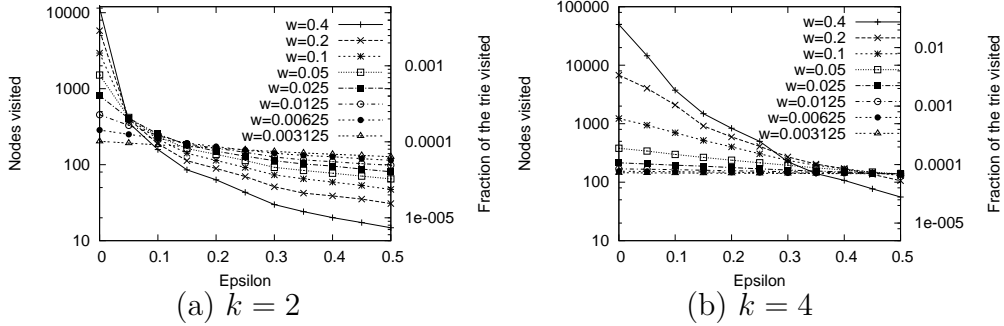 10000
1000
100
10
Nodes visited
0
0.1
0.2
0.3
0.4
0.5
Epsilon
0.001
0.0001
1e-005
Fraction of the trie visited
w=0.4
w=0.2
w=0.1
w=0.05
w=0.025
w=0.0125
w=0.00625
w=0.003125
(a) k = 2
100000
10000
1000
100
10
Nodes visited
0
0.1
0.2
0.3
0.4
0.5
Epsilon
0.01
0.001
0.0001
1e-005
Fraction of the trie visited
w=0.4
w=0.2
w=0.1
w=0.05
w=0.025
w=0.0125
w=0.00625
w=0.003125
(b) k = 4